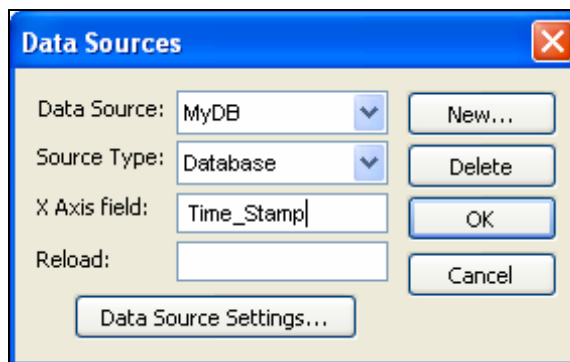 Data Sources
Data Source: MyDB New...
Source Type: Database Delete
X Axis field: Time_Stamp OK
Reload: Cancel
Data Source Settings...